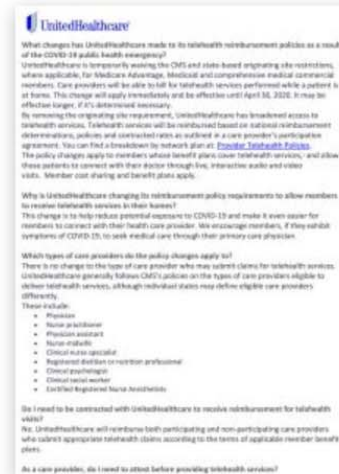 UnitedHealthcare
What changes has UnitedHealthcare made to its telehealth reimbursement policies as a result
of the COVID-19 public health emergency?
UnitedHealthcare is temporarily waiving the CMS and state-based originating site restrictions,
where applicable, for Medicare Advantage, Medicaid and comprehensive medical commercial
members. Care providers will be able to bill for telehealth services performed while a patient is
at home. This change will apply immediately and be effective until April 30, 2020. It may be
effective longer, if it's determined necessary.
By removing the originating site requirement, UnitedHealthcare has broadened access to
telehealth services. Telehealth services will be reimbursed based on national reimbursement
determinations, policies and contracted rates as outlined in a care provider's participation
agreement. You can find a breakdown by network plan at: Provider Telehealth Policies.
The policy changes apply to members whose benefit plans cover telehealth services, and allow
those patients to connect with their doctor through live, interactive audio and video
visits. Member cost sharing and benefit plans apply.
Why is UnitedHealthcare changing its reimbursement policy requirements to allow members
to receive telehealth services in their homes?
This change is to help reduce potential exposure to COVID-19 and make it even easier for
members to connect with their health care provider. We encourage members, if they exhibit
symptoms of COVID-19, to seek medical care through their primary care physician.
Which types of care providers do the policy changes apply to?
There is no change to the type of care provider who may submit claims for telehealth services.
UnitedHealthcare generally follows CMS's policies on the types of care providers eligible to
deliver telehealth services, although individual states may define eligible care providers
differently.
These include:
• Physician
• Nurse practitioner
• Physician assistant
• Nurse-midwife
• Clinical nurse specialist
• Registered dietitian or nutrition professional
• Clinical psychologist
• Clinical social worker
• Certified Registered Nurse Anesthetists
Do I need to be contracted with UnitedHealthcare to receive reimbursement for telehealth
visits?
No. UnitedHealthcare will reimburse both participating and non-participating care providers
who submit appropriate telehealth claims according to the terms of applicable member benefit
plans.
As a care provider, do I need to attest before providing telehealth services?